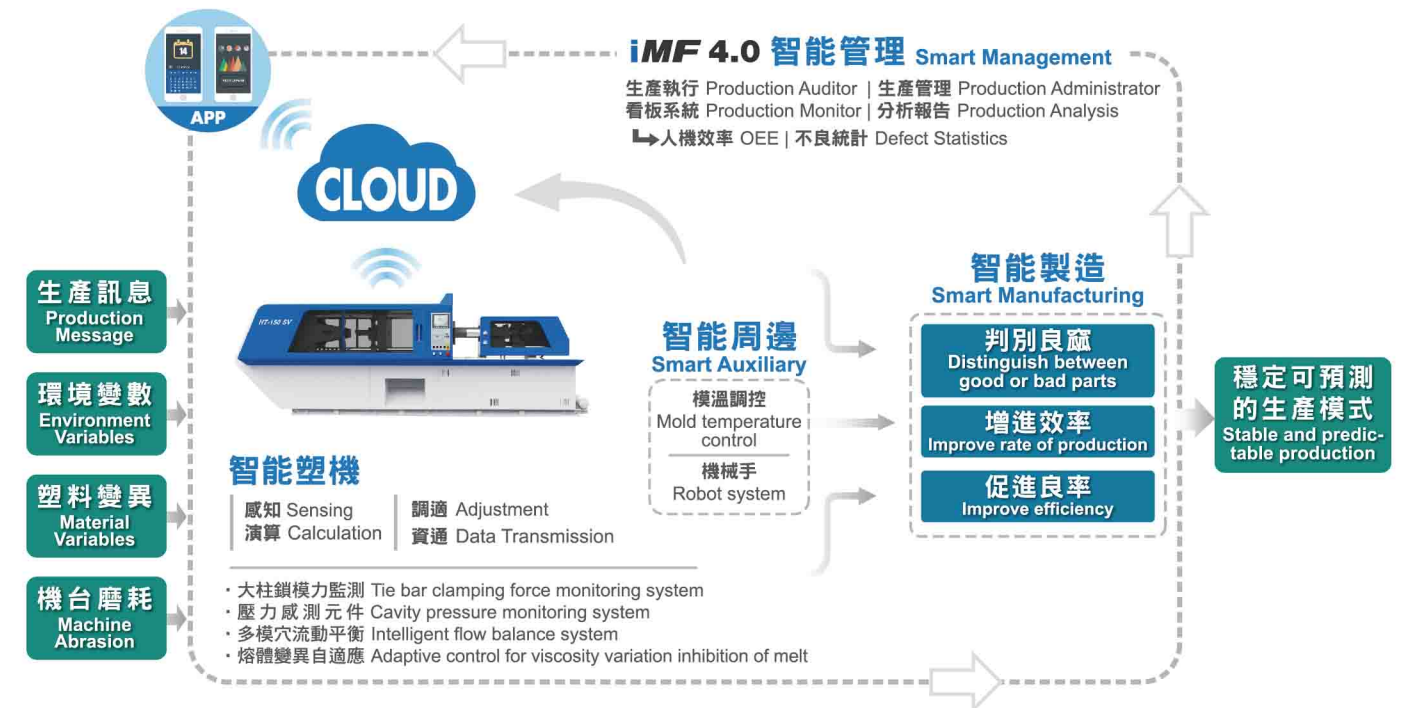 14
APP
iMF 4.0 智能管理 Smart Management
生產執行 Production Auditor | 生產管理 Production Administrator
看板系統 Production Monitor | 分析報告 Production Analysis
人機效率 OEE | 不良統計 Defect Statistics
CLOUD
生產訊息
Production
Message
環境變數
Environment
Variables
塑料變異
Material
Variables
機台磨耗
Machine
Abrasion
HT-150 SV
智能塑機
感知 Sensing
演算 Calculation
調適 Adjustment
資通 Data Transmission
・大柱鎖模力監測 Tie bar clamping force monitoring system
・壓力感測元件 Cavity pressure monitoring system
・多模穴流動平衡 Intelligent flow balance system
・熔體變異自適應 Adaptive control for viscosity variation inhibition of melt
智能周邊
Smart Auxiliary
模溫調控
Mold temperature
control
機械手
Robot system
智能製造
Smart Manufacturing
判別良窳
Distinguish between
good or bad parts
增進效率
Improve rate of production
促進良率
Improve efficiency
穩定可預測
的生產模式
Stable and predic-
table production